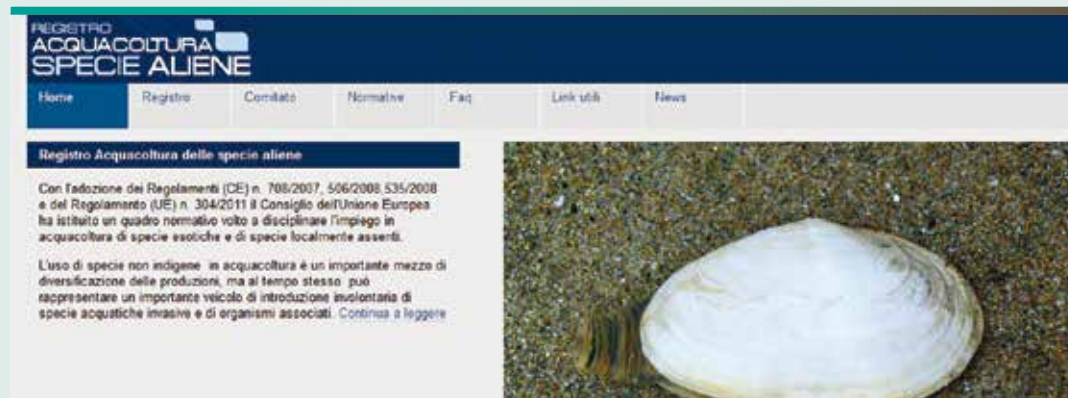 REGISTRO
ACQUACOLTURA
SPECIE ALIENE
Home Registro Comitato Normative Faq Link utili News
Registro Acquacoltura delle specie aliene
Con l'adozione dei Regolamenti (CE) n. 708/2007, 506/2008,535/2008
e del Regolamento (UE) n. 304/2011 il Consiglio dell'Unione Europea
ha istituito un quadro normativo volto a disciplinare l'impiego in
acquacoltura di specie esotiche e di specie localmente assenti.
L'uso di specie non indigene in acquacoltura è un importante mezzo di
diversificazione delle produzioni, ma al tempo stesso può
rappresentare un importante veicolo di introduzione involontaria di
specie acquatiche invasive e di organismi associati. Continua a leggere